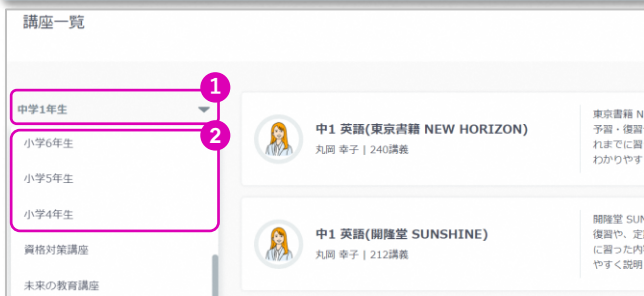 講座一覧
1
中学1年生
2
小学6年生
小学5年生
小学4年生
資格対策講座
未来の教育講座
中1 英語(東京書籍 NEW HORIZON)
丸岡 幸子 | 240講義
東京書籍 N
予習・復習
れまでに習
わかりやす
中1 英語(開隆堂 SUNSHINE)
丸岡 幸子 | 212講義
開隆堂 SUN
復習や、定
に習った内
やすく説明